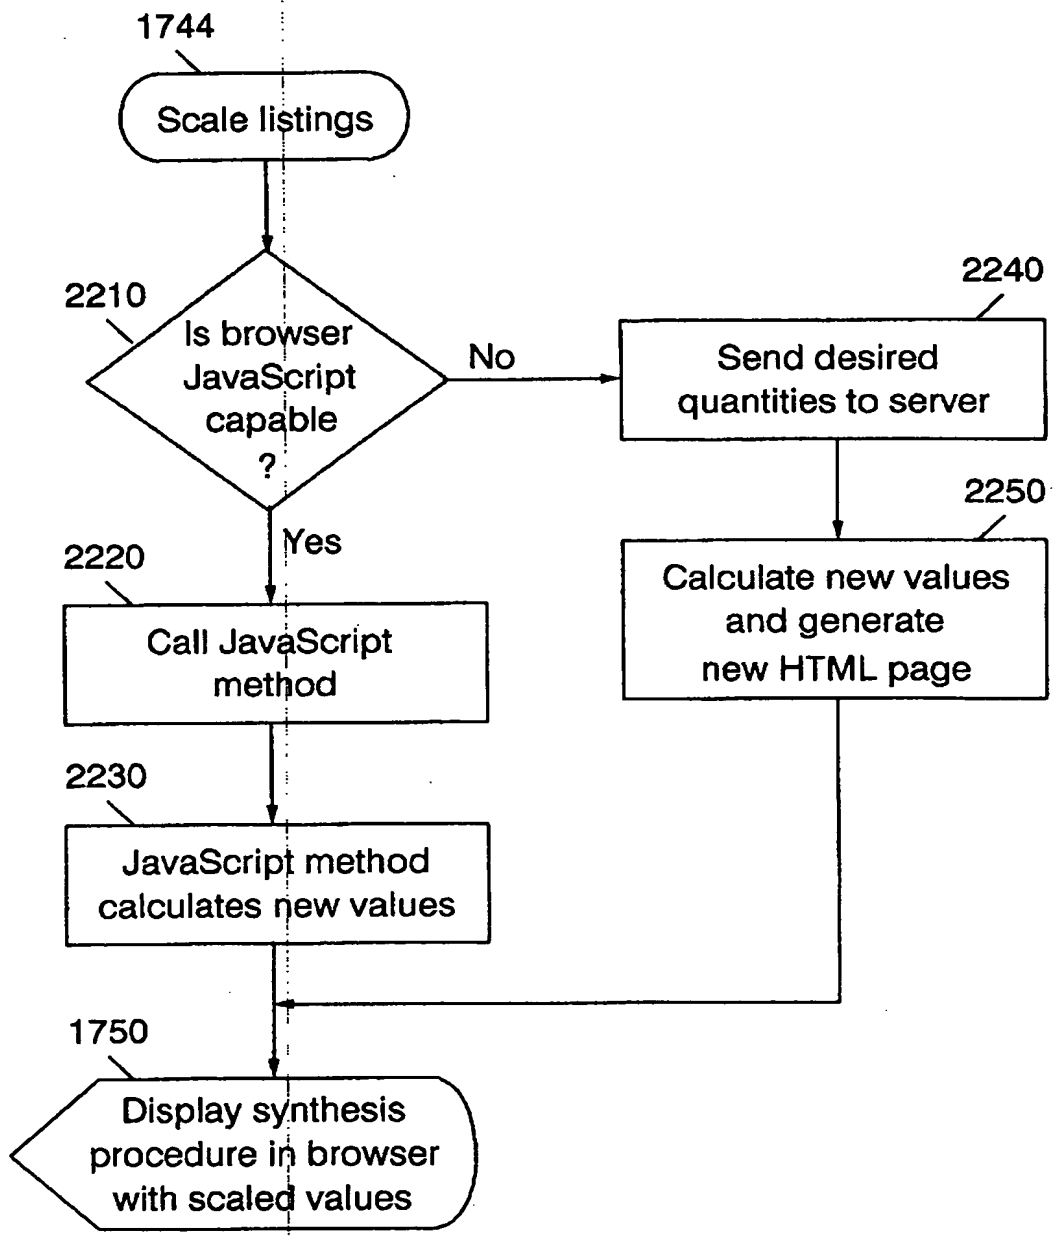 1744
Scale listings
2210
Is browser
JavaScript
capable
?
No
Yes
2240
Send desired
quantities to server
2250
Calculate new values
and generate
new HTML page
2220
Call JavaScript
method
2230
JavaScript method
calculates new values
1750
Display synthesis
procedure in browser
with scaled values